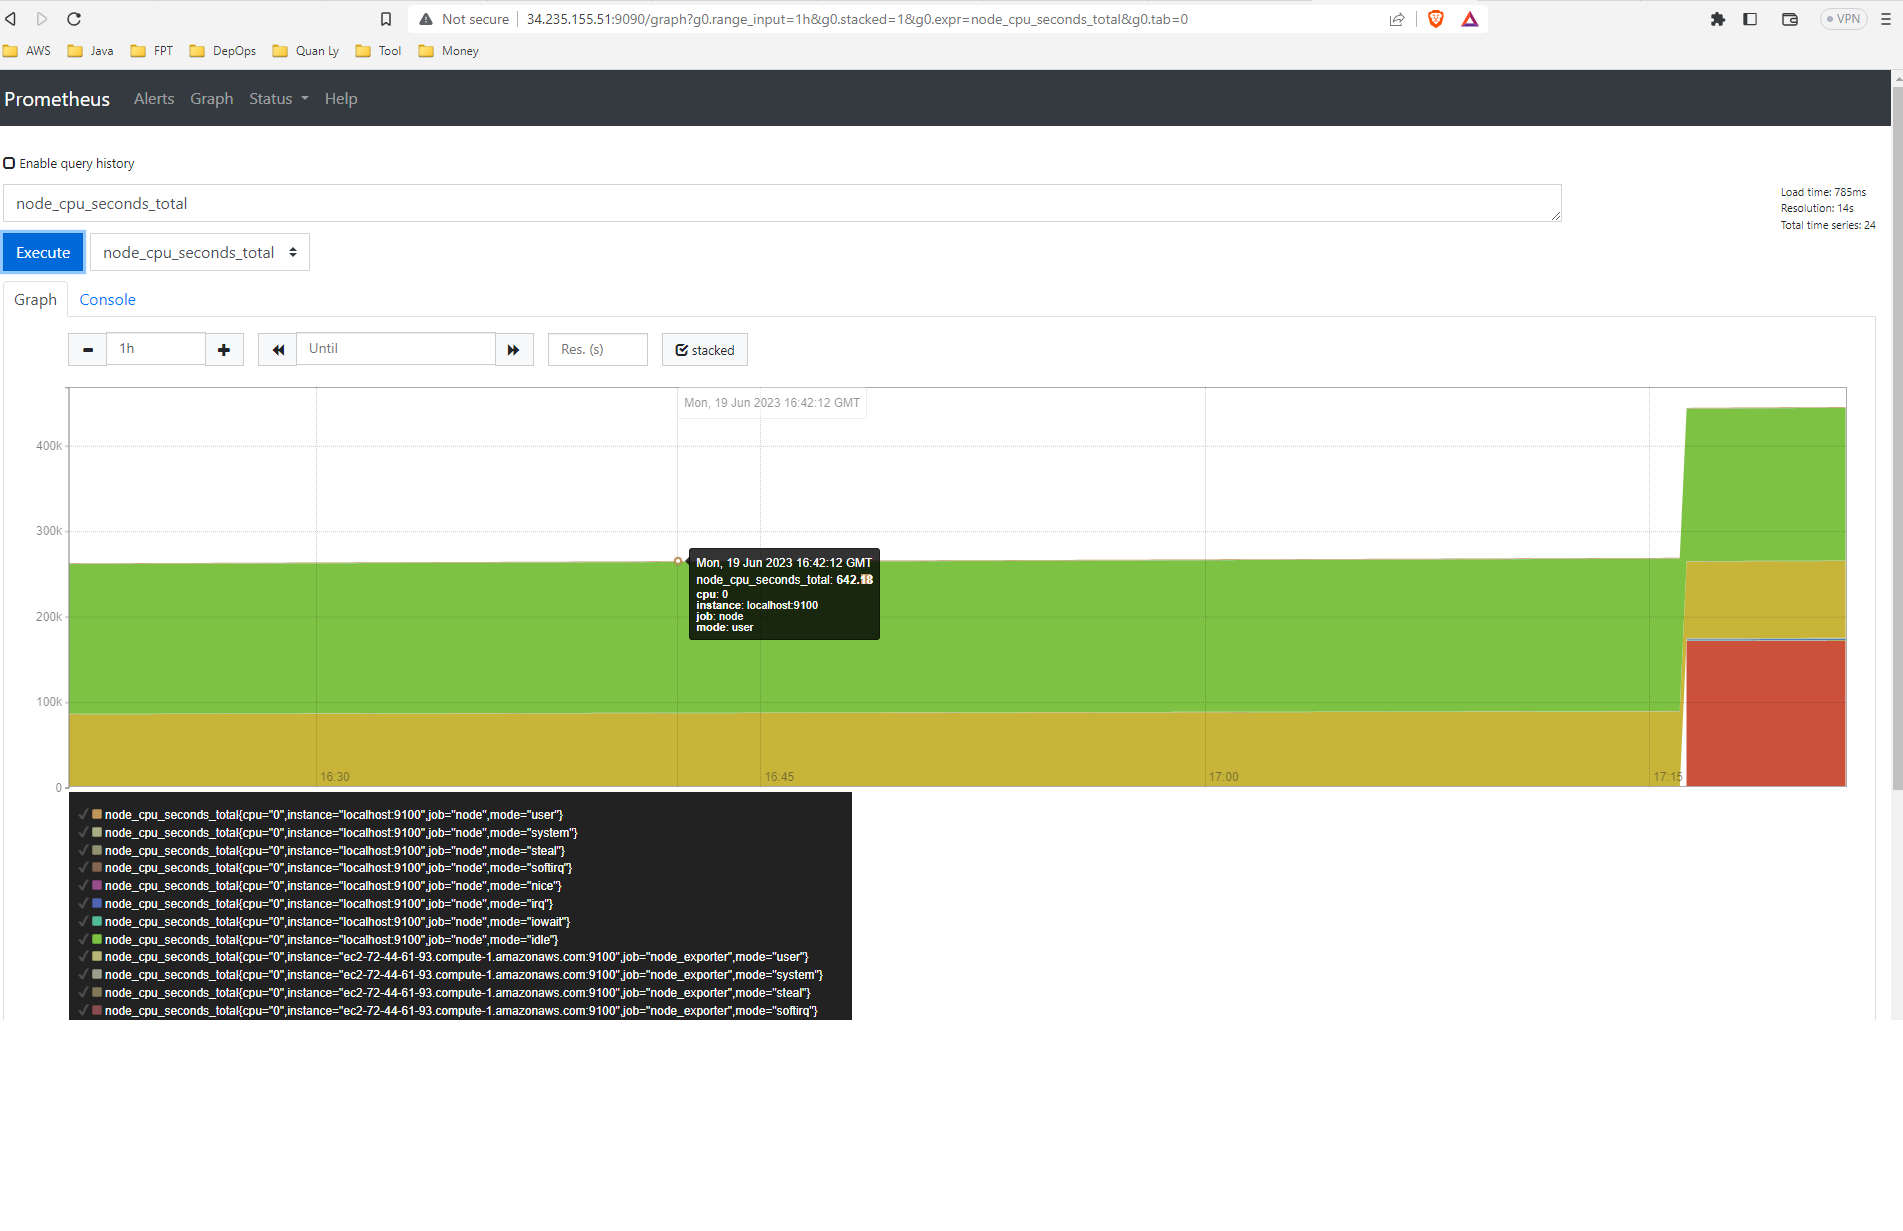 Not secure 34.235.155.51:9090/graph?g0.range_input=1h&g0.stacked=1&g0.expr=node_cpu_seconds_total&g0.tab=0
VPN
AWS Java FPT DepOps Quan Ly Tool Money
Prometheus Alerts Graph Status Help
Enable query history
node_cpu_seconds_total
Load time: 785ms
Resolution: 14s
Total time series: 24
Execute node_cpu_seconds_total
Graph Console
1h Until Res. (s) stacked
Mon, 19 Jun 2023 16:42:12 GMT
400k
300k
Mon, 19 Jun 2023 16:42:12 GMT
node_cpu_seconds_total: 642.18
cpu: 0
instance: localhost:9100
job: node
mode: user
200k
100k
16:30 16:45 17:00 17:15
0
node_cpu_seconds_total{cpu="0",instance="localhost:9100",job="node",mode="user"}
node_cpu_seconds_total{cpu="0",instance="localhost:9100",job="node",mode="system"}
node_cpu_seconds_total{cpu="0",instance="localhost:9100",job="node",mode="steal"}
node_cpu_seconds_total{cpu="0",instance="localhost:9100",job="node",mode="softirq"}
node_cpu_seconds_total{cpu="0",instance="localhost:9100",job="node",mode="nice"}
node_cpu_seconds_total{cpu="0",instance="localhost:9100",job="node",mode="irq"}
node_cpu_seconds_total{cpu="0",instance="localhost:9100",job="node",mode="iowait"}
node_cpu_seconds_total{cpu="0",instance="localhost:9100",job="node",mode="idle"}
node_cpu_seconds_total{cpu="0",instance="ec2-72-44-61-93.compute-1.amazonaws.com:9100",job="node_exporter",mode="user"}
node_cpu_seconds_total{cpu="0",instance="ec2-72-44-61-93.compute-1.amazonaws.com:9100",job="node_exporter",mode="system"}
node_cpu_seconds_total{cpu="0",instance="ec2-72-44-61-93.compute-1.amazonaws.com:9100",job="node_exporter",mode="steal"}
node_cpu_seconds_total{cpu="0",instance="ec2-72-44-61-93.compute-1.amazonaws.com:9100",job="node_exporter",mode="softirq"}